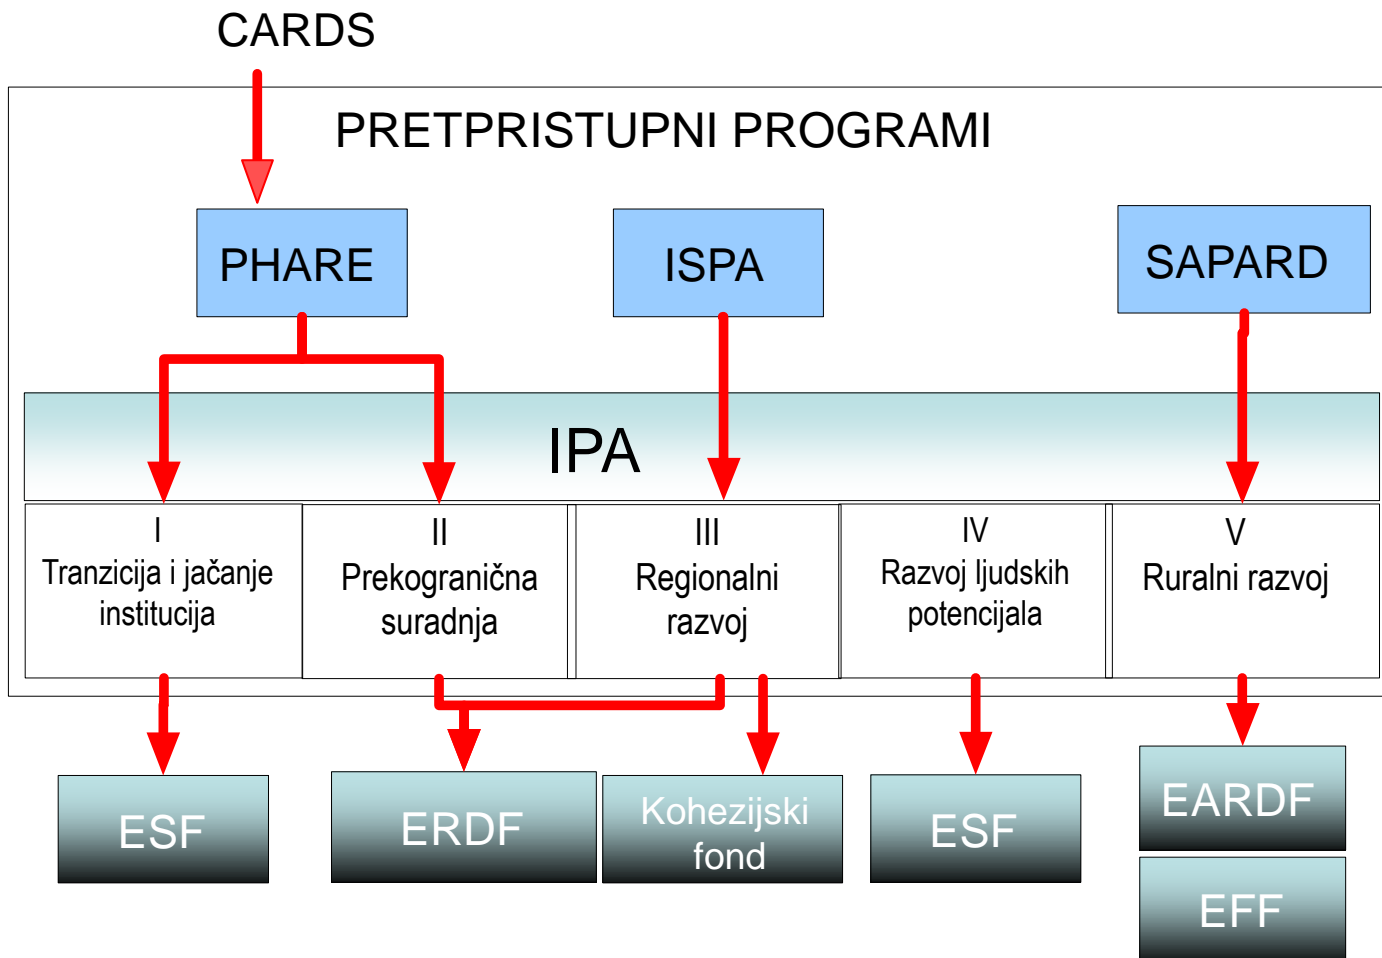 CARDS
PRETPRISTUPNI PROGRAMI
PHARE
ISPA
SAPARD
IPA
I
Tranzicija i jačanje
institucija
II
Prekogranična
suradnja
III
Regionalni
razvoj
IV
Razvoj ljudskih
potencijala
V
Ruralni razvoj
ESF
ERDF
Kohezijski
fond
ESF
EARDF
EFF